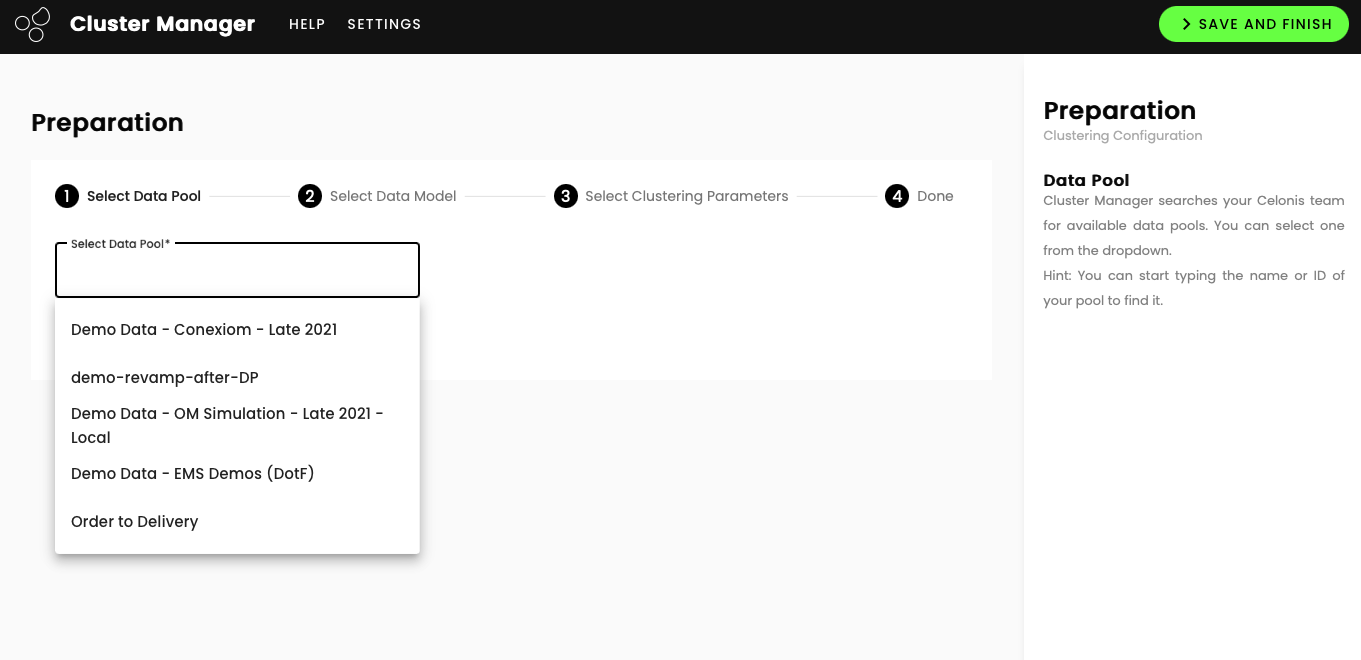 Cluster Manager
HELP
SETTINGS
SAVE AND FINISH
Preparation
1 Select Data Pool
2 Select Data Model
3 Select Clustering Parameters
4 Done
Select Data Pool*
Demo Data - Conexiom - Late 2021
demo-revamp-after-DP
Demo Data - OM Simulation - Late 2021 -
Local
Demo Data - EMS Demos (DotF)
Order to Delivery
Preparation
Clustering Configuration
Data Pool
Cluster Manager searches your Celonis team
for available data pools. You can select one
from the dropdown.
Hint: You can start typing the name or ID of
your pool to find it.